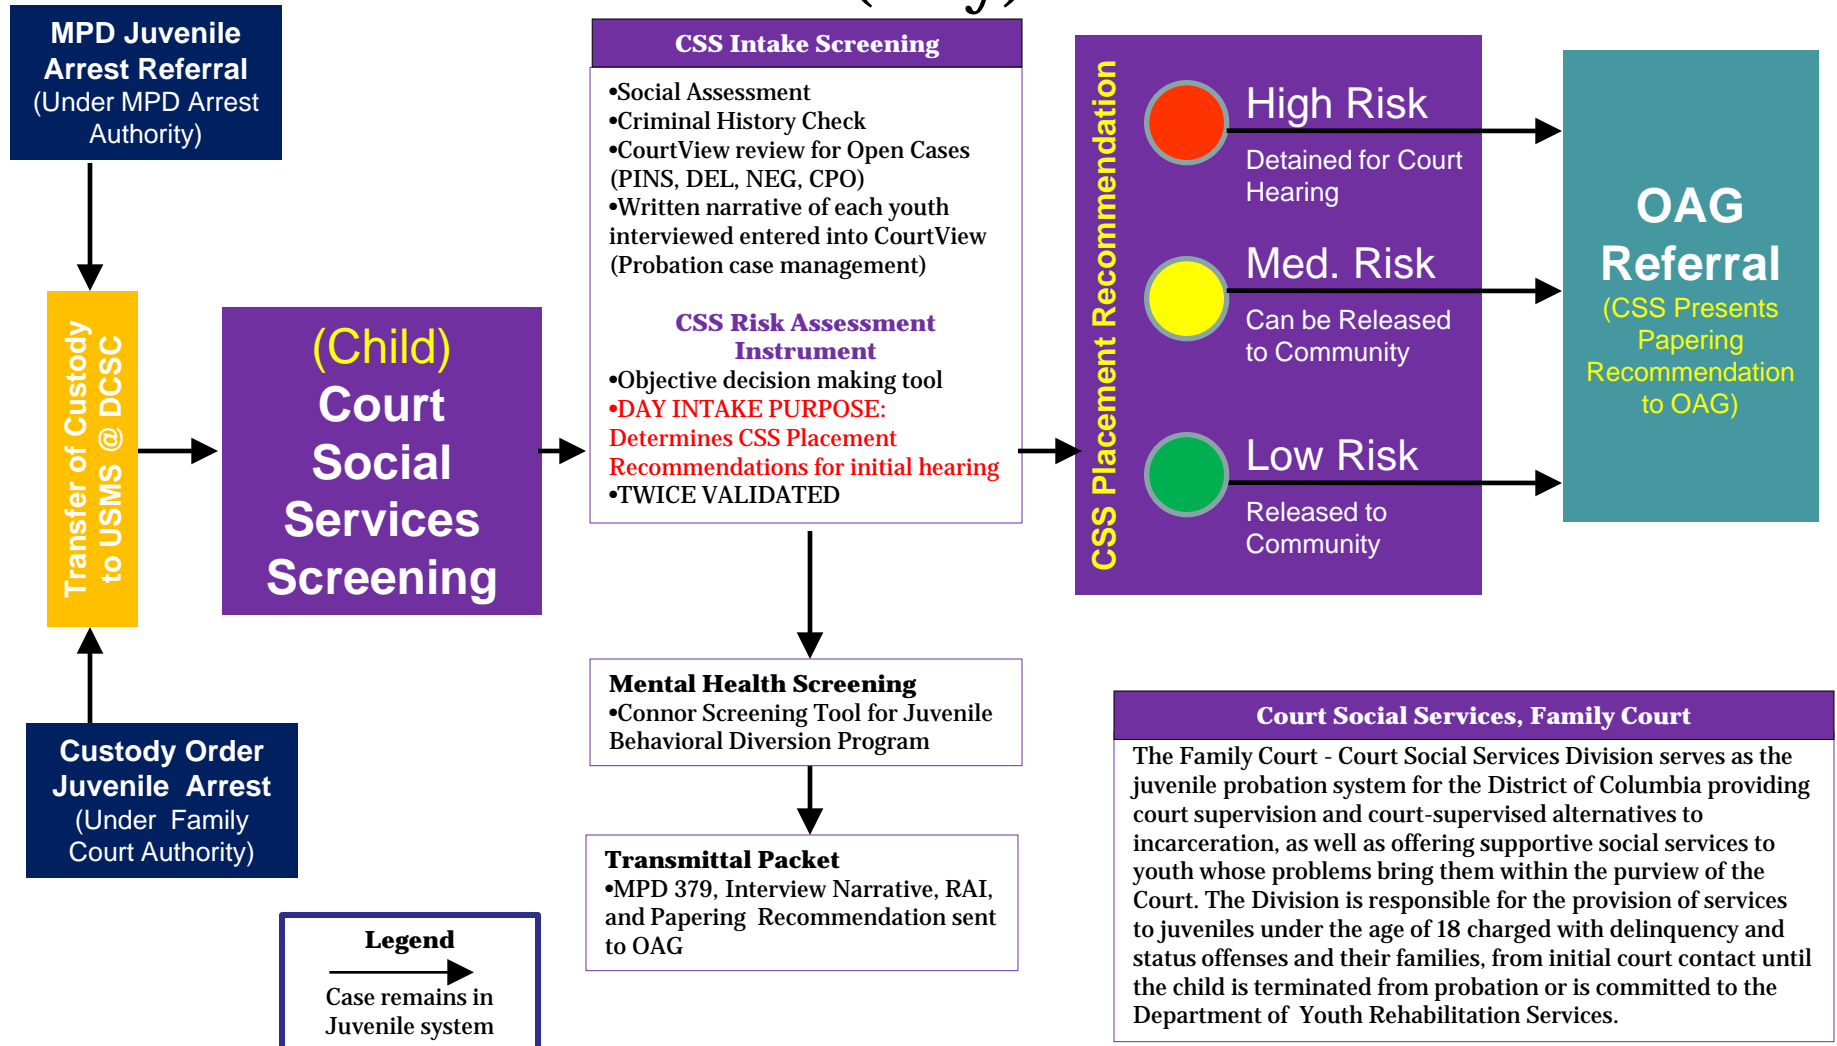 MPD Juvenile
Arrest Referral
(Under MPD Arrest
Authority)
Transfer of Custody
to USMS @ DCSC
Custody Order
Juvenile Arrest
(Under Family
Court Authority)
(Child)
Court
Social
Services
Screening
CSS Intake Screening
•Social Assessment
•Criminal History Check
•CourtView review for Open Cases
(PINS, DEL, NEG, CPO)
•Written narrative of each youth
interviewed entered into CourtView
(Probation case management)
CSS Risk Assessment
Instrument
•Objective decision making tool
•DAY INTAKE PURPOSE:
Determines CSS Placement
Recommendations for initial hearing
•TWICE VALIDATED
Mental Health Screening
•Connor Screening Tool for Juvenile
Behavioral Diversion Program
Transmittal Packet
•MPD 379, Interview Narrative, RAI,
and Papering Recommendation sent
to OAG
CSS Placement Recommendation
High Risk
Detained for Court
Hearing
Med. Risk
Can be Released
to Community
Low Risk
Released to
Community
OAG
Referral
(CSS Presents
Papering
Recommendation
to OAG)
Legend
Case remains in
Juvenile system
Court Social Services, Family Court
The Family Court - Court Social Services Division serves as the
juvenile probation system for the District of Columbia providing
court supervision and court-supervised alternatives to
incarceration, as well as offering supportive social services to
youth whose problems bring them within the purview of the
Court. The Division is responsible for the provision of services
to juveniles under the age of 18 charged with delinquency and
status offenses and their families, from initial court contact until
the child is terminated from probation or is committed to the
Department of Youth Rehabilitation Services.